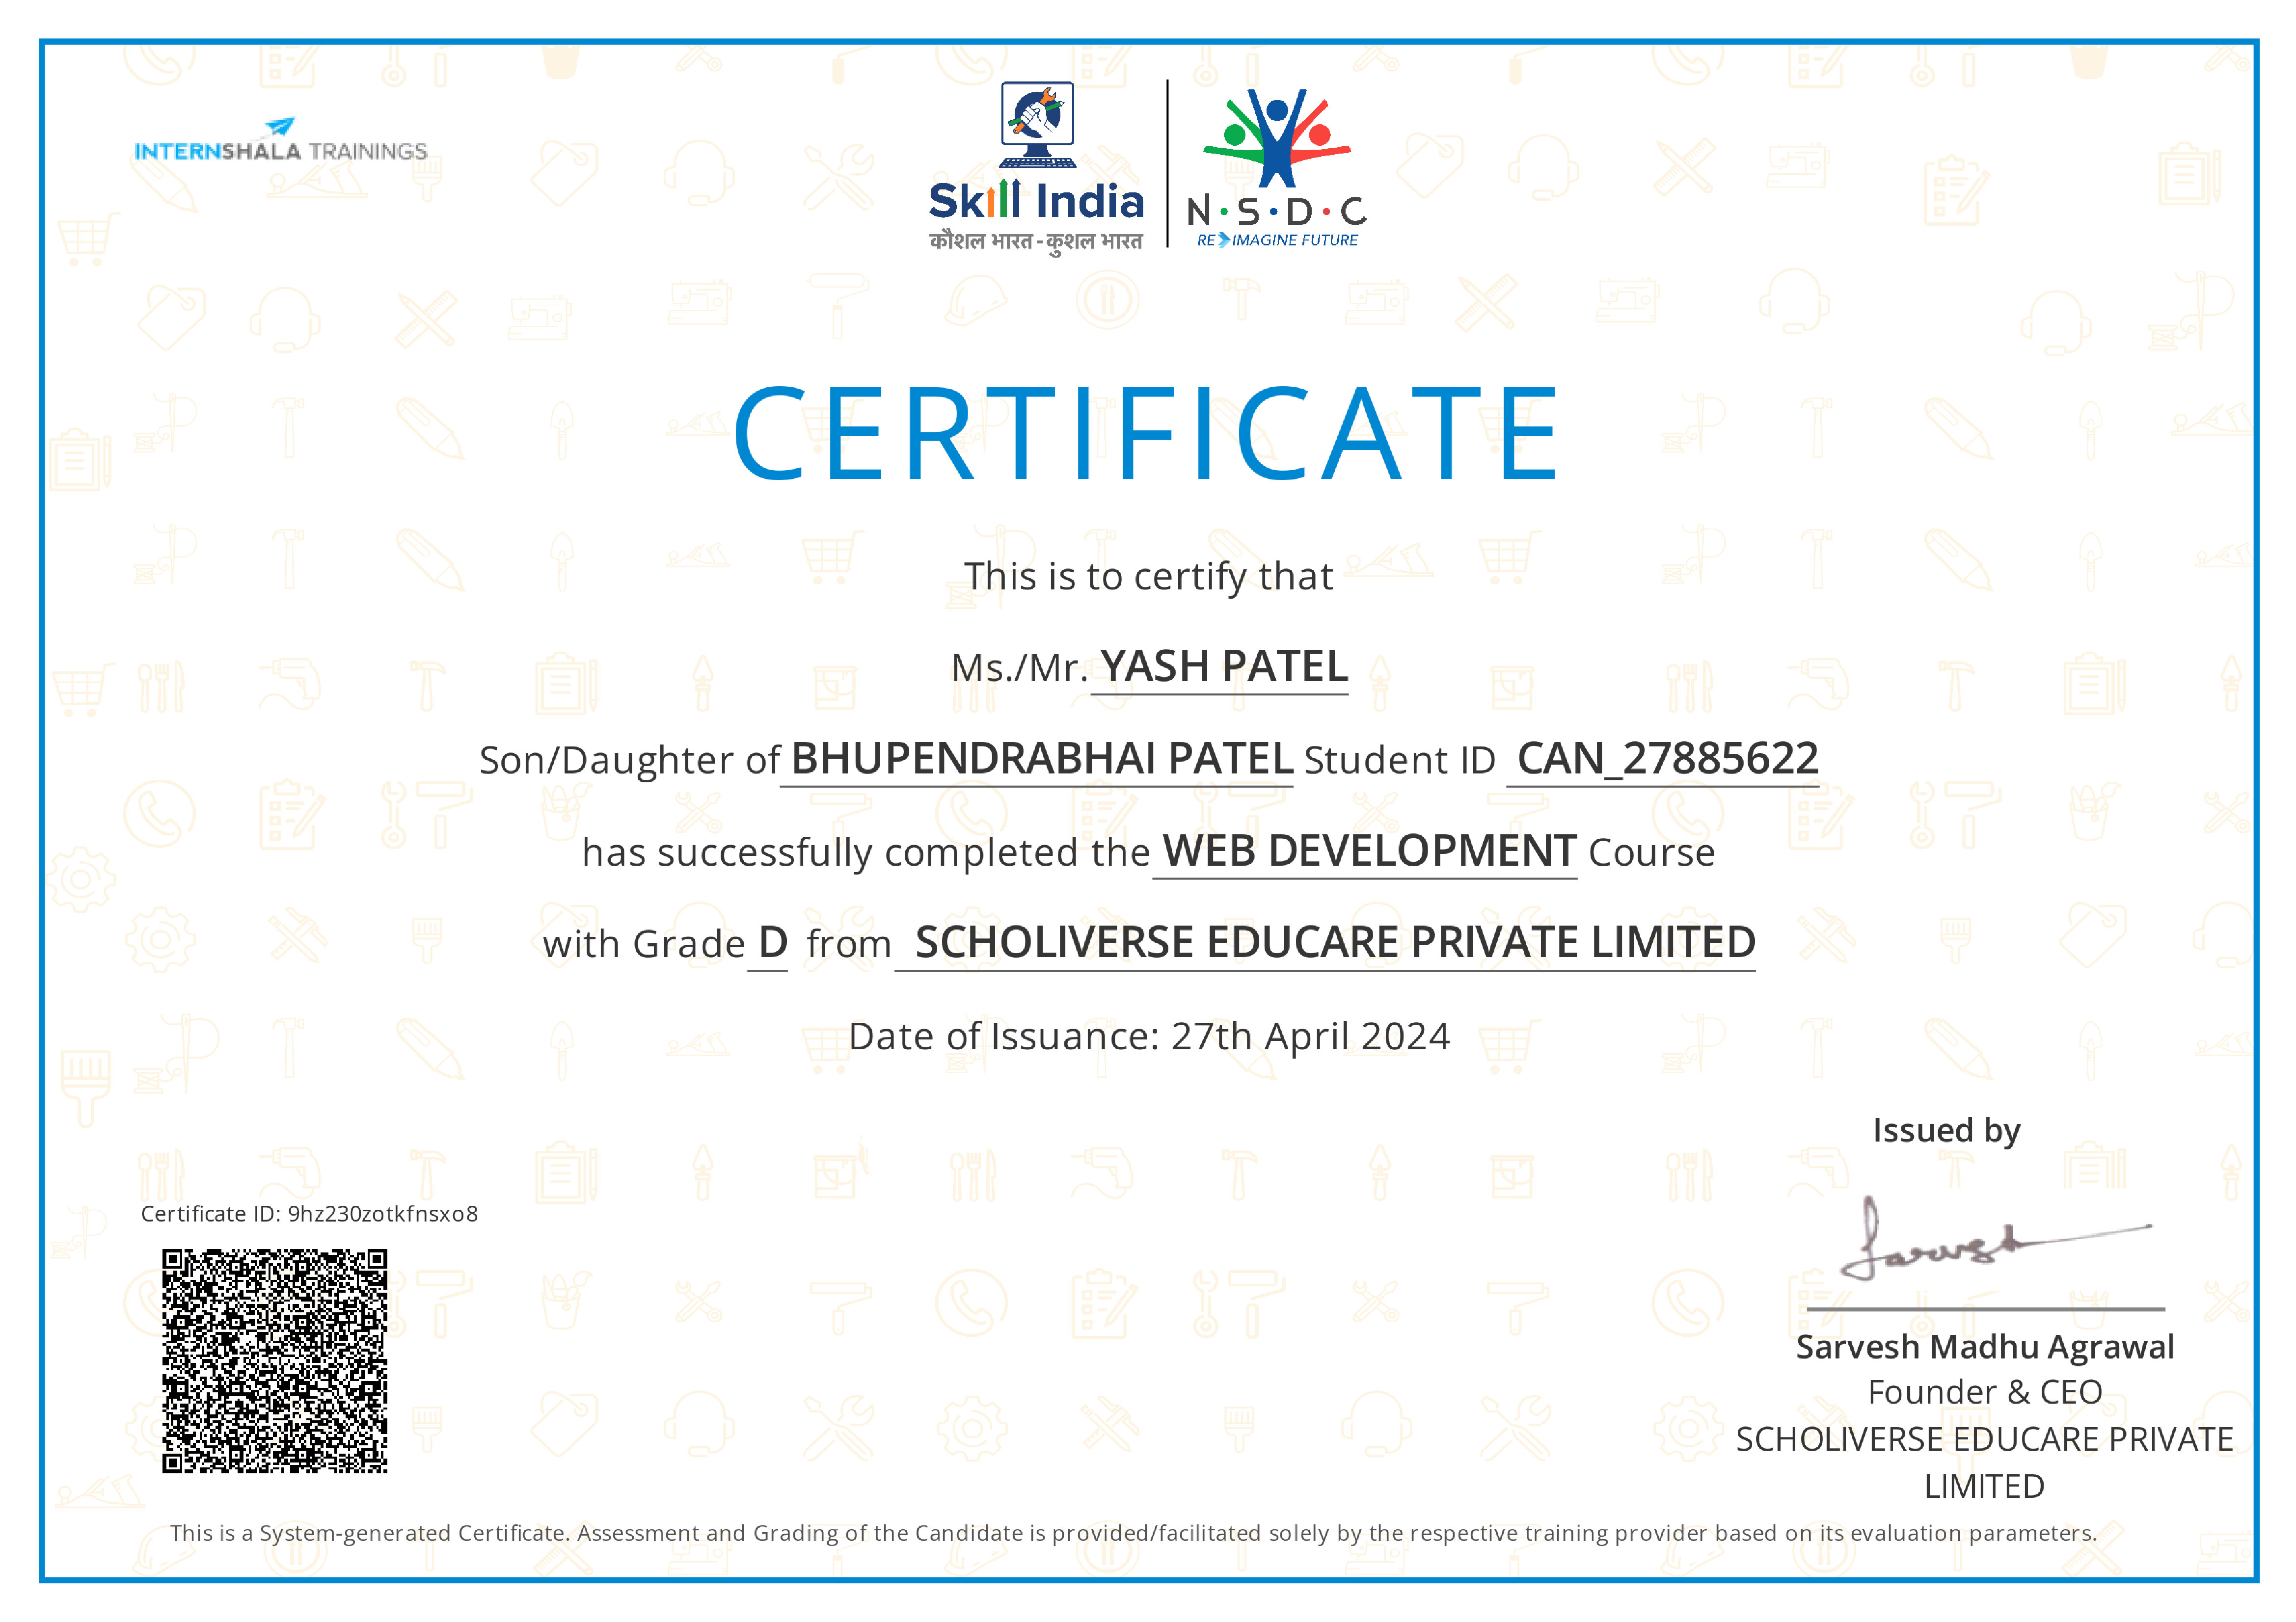 INTERNSHALA TRAININGS
Skill India
कौशल भारत - कुशल भारत
N·S·D·C
RE IMAGINE FUTURE
CERTIFICATE
This is to certify that
Ms./Mr. YASH PATEL
Son/Daughter of BHUPENDRABHAI PATEL Student ID CAN_27885622
has successfully completed the WEB DEVELOPMENT Course
with Grade D from SCHOLIVERSE EDUCARE PRIVATE LIMITED
Date of Issuance: 27th April 2024
Issued by
Certificate ID: 9hz230zotkfnsxo8
Sarvesh
Sarvesh Madhu Agrawal
Founder & CEO
SCHOLIVERSE EDUCARE PRIVATE
LIMITED
This is a System-generated Certificate. Assessment and Grading of the Candidate is provided/facilitated solely by the respective training provider based on its evaluation parameters.